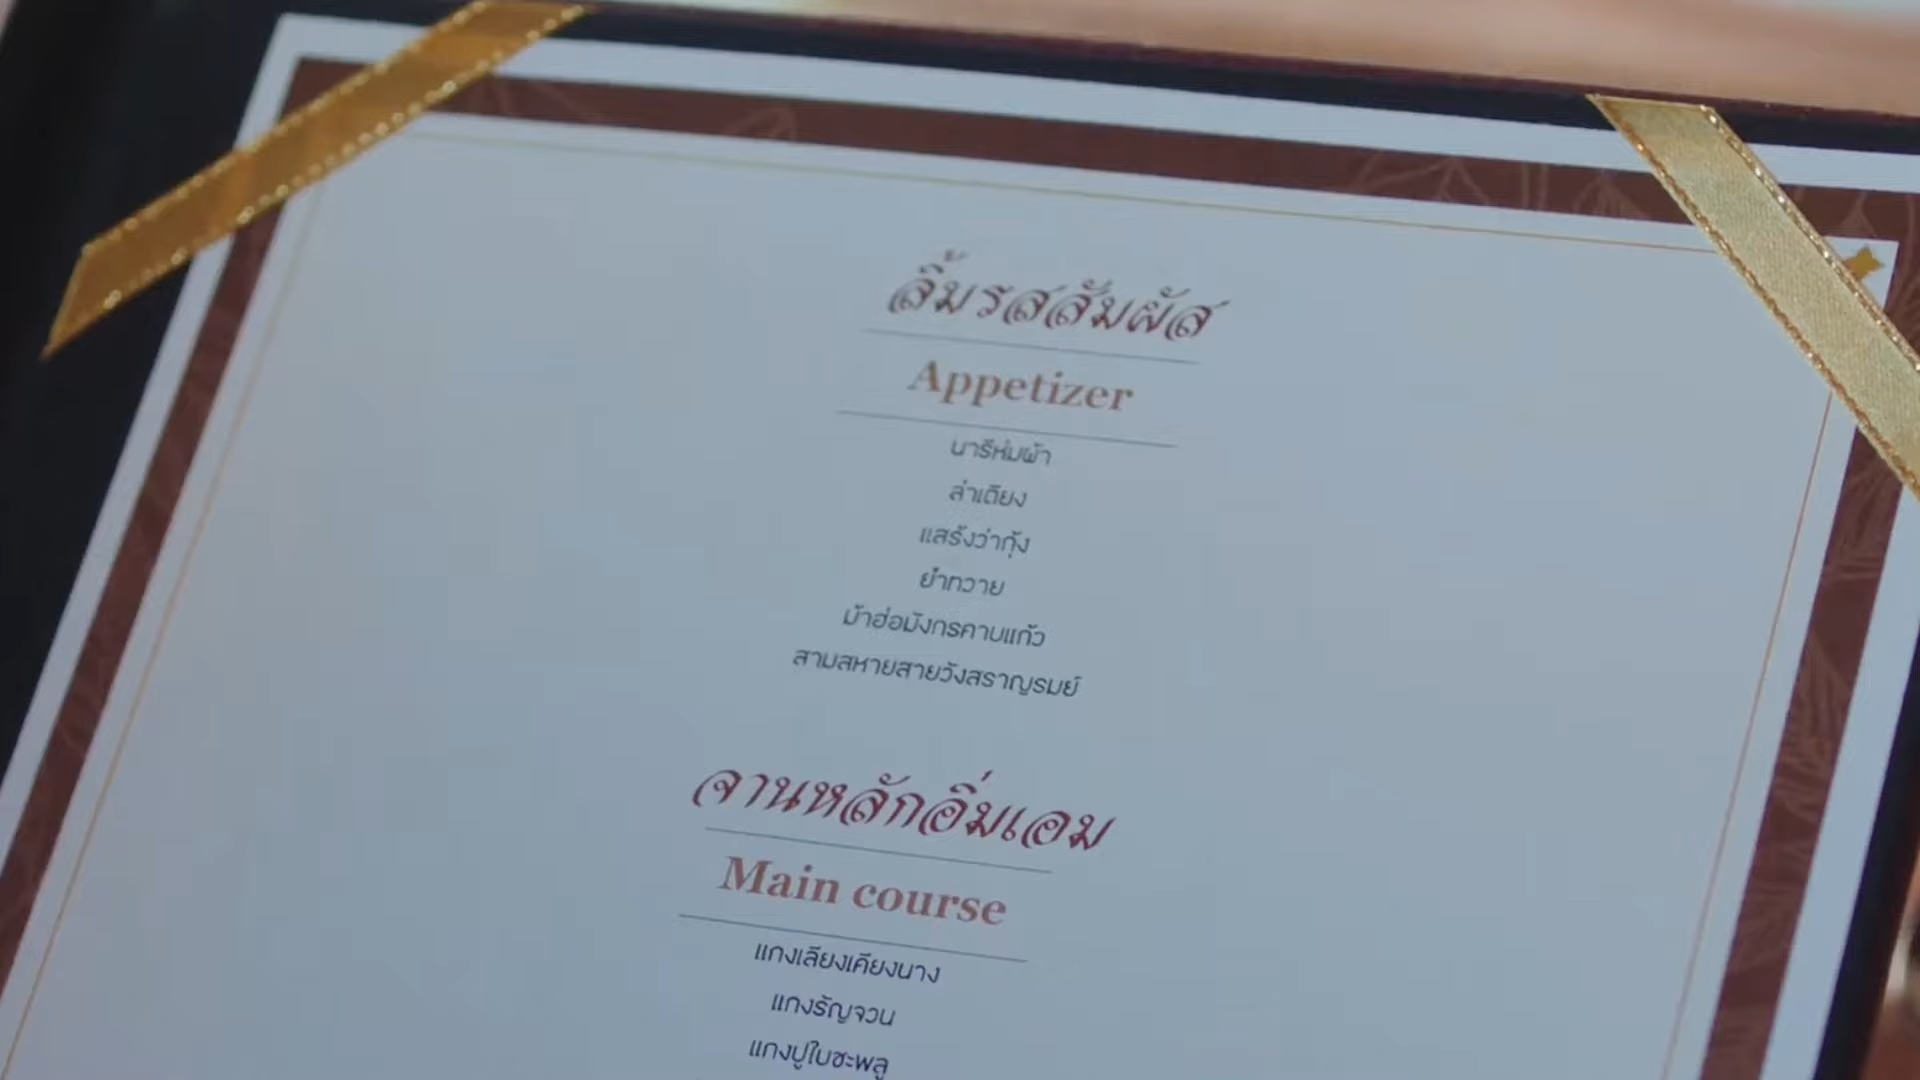 ลิ้มรสสัมผัส
Appetizer
นารีห่มผ้า
ล่าเตียง
แสร้งว่ากุ้ง
ยำทวาย
ม้าฮ่อมังกรคาบแก้ว
สามสหายสายวังสราญรมย์
จานหลักอิ่มเอม
Main course
แกงเลียงเคียงนาง
แกงรัญจวน
แกงปูใบชะพลู